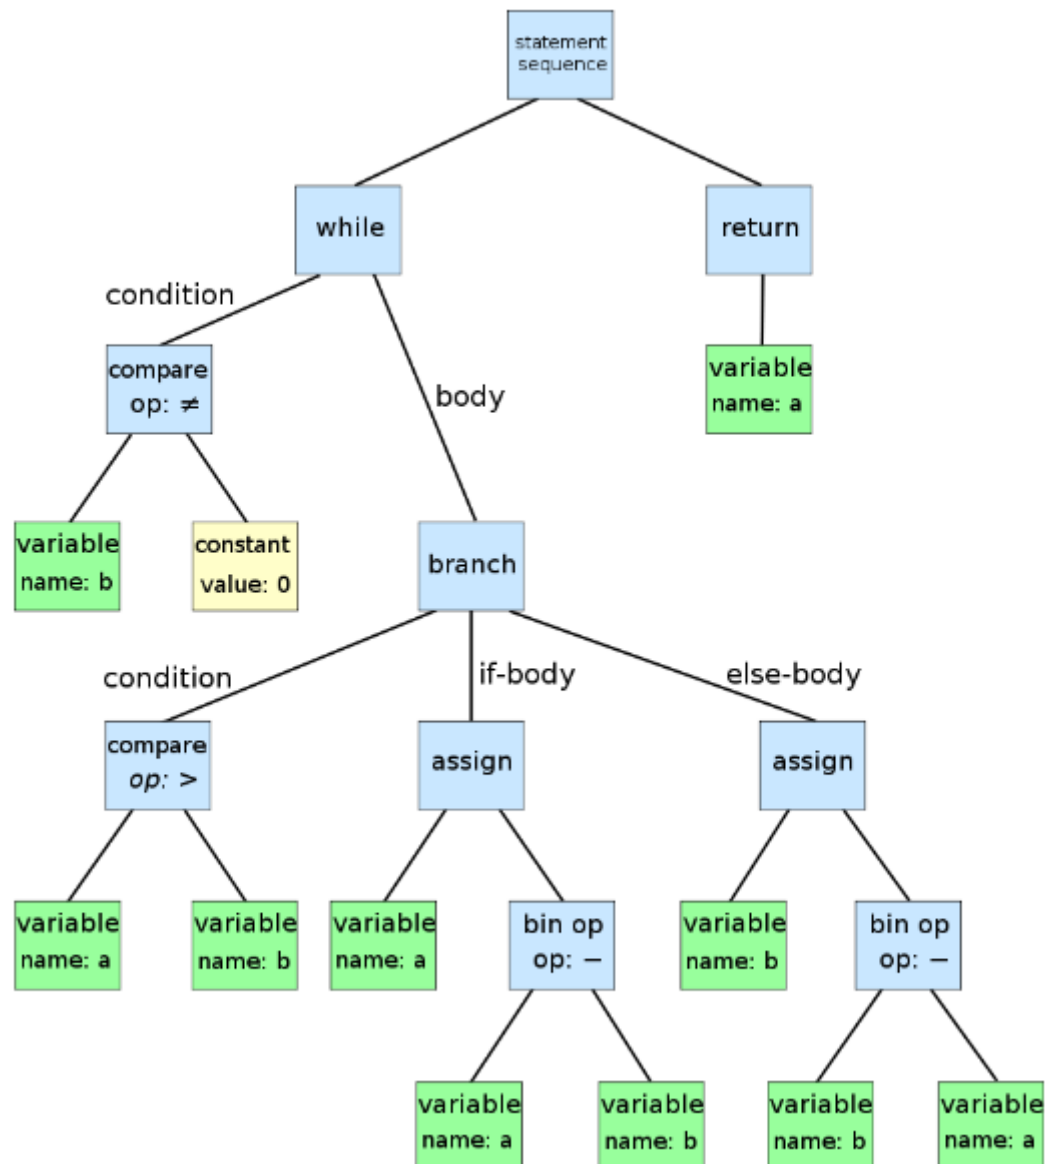 statement
sequence
while
return
condition
compare
op: ≠
body
variable
name: a
variable
name: b
constant
value: 0
branch
condition
if-body
else-body
compare
op: >
assign
assign
variable
name: a
variable
name: b
variable
name: a
bin op
op: −
variable
name: b
bin op
op: −
variable
name: a
variable
name: b
variable
name: b
variable
name: a